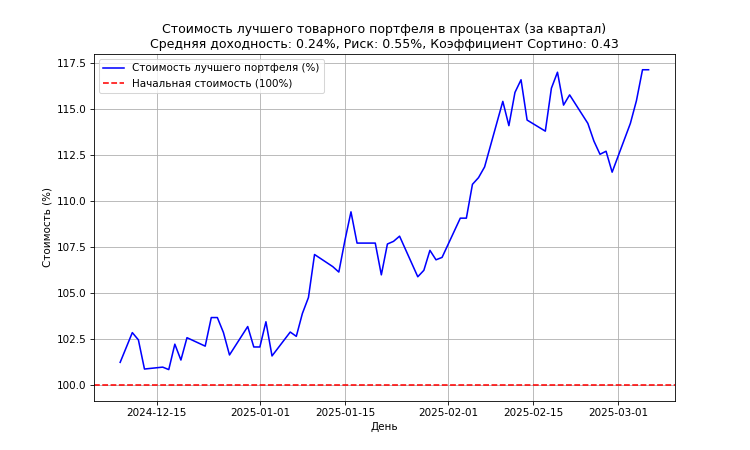 Стоимость лучшего товарного портфеля в процентах (за квартал)
Средняя доходность: 0.24%, Риск: 0.55%, Коэффициент Сортино: 0.43
Стоимость лучшего портфеля (%)
Начальная стоимость (100%)
Стоимость (%)
117.5
115.0
112.5
110.0
107.5
105.0
102.5
100.0
2024-12-15
2025-01-01
2025-01-15
2025-02-01
2025-02-15
2025-03-01
День